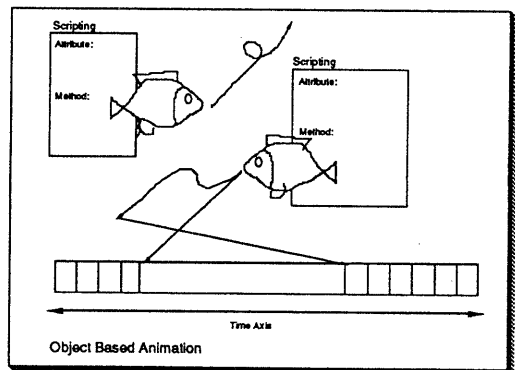 Scripting
Attribute:
Method:
Scripting
Attribute:
Method:
Time Axis
Object Based Animation